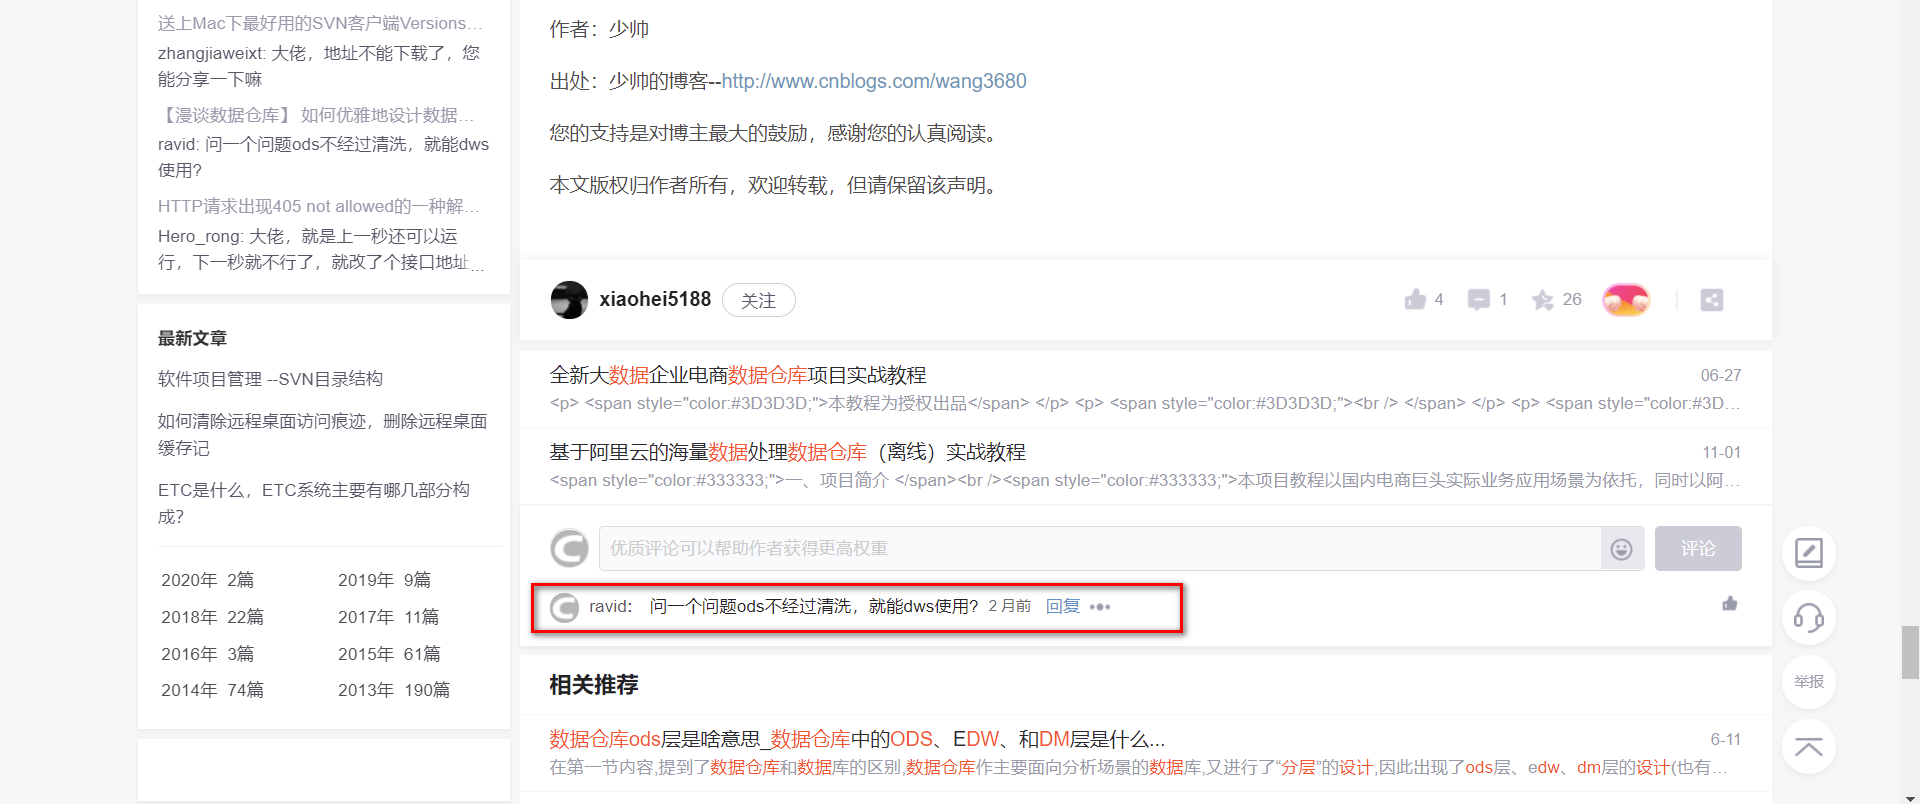 送上Mac下最好用的SVN客户端Versions...
zhangjiaweixt: 大佬，地址不能下载了，您
能分享一下嘛
【漫谈数据仓库】 如何优雅地设计数据...
ravid: 问一个问题ods不经过清洗，就能dws
使用？
HTTP请求出现405 not allowed的一种解...
Hero_rong: 大佬，就是上一秒还可以运
行，下一秒就不行了，就改了个接口地址...
最新文章
软件项目管理 --SVN目录结构
如何清除远程桌面访问痕迹，删除远程桌面
缓存记
ETC是什么，ETC系统主要有哪几部分构
成？
2020年 2篇
2019年 9篇
2018年 22篇
2017年 11篇
2016年 3篇
2015年 61篇
2014年 74篇
2013年 190篇
作者：少帅
出处：少帅的博客--http://www.cnblogs.com/wang3680
您的支持是对博主最大的鼓励，感谢您的认真阅读。
本文版权归作者所有，欢迎转载，但请保留该声明。
xiaohei5188 关注 4 1 26
全新大数据企业电商数据仓库项目实战教程 06-27
<p> <span style="color:#3D3D3D;">本教程为授权出品</span> </p> <p> <span style="color:#3D3D3D;"><br /> </span> </p> <p> <span style="color:#3D...
基于阿里云的海量数据处理数据仓库（离线）实战教程 11-01
<span style="color:#333333;">一、项目简介 </span><br /><span style="color:#333333;">本项目教程以国内电商巨头实际业务应用场景为依托，同时以阿...
优质评论可以帮助作者获得更高权重 评论
ravid： 问一个问题ods不经过清洗，就能dws使用？ 2 月前 回复
相关推荐
数据仓库ods层是啥意思_数据仓库中的ODS、EDW、和DM层是什么... 6-11
在第一节内容,提到了数据仓库和数据库的区别,数据仓库作主要面向分析场景的数据库,又进行了“分层”的设计,因此出现了ods层、edw、dm层的设计(也有...
举报